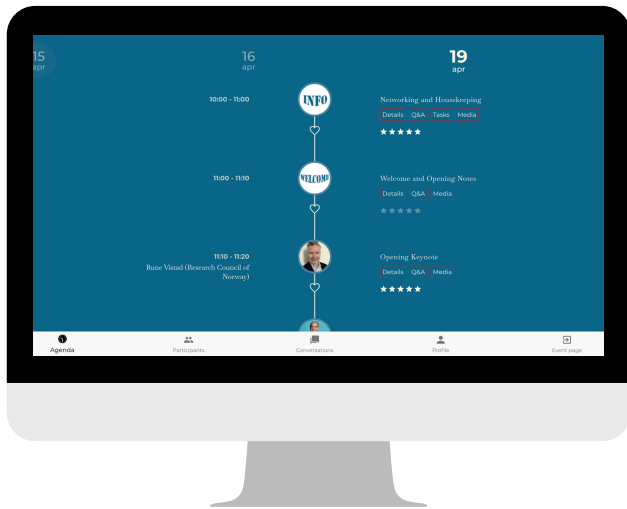 15
apr
16
apr
19
apr
10:00 - 11:00
INFO
Networking and Housekeeping
Details Q&A Tasks Media
11:00 - 11:10
WELCOME
Welcome and Opening Notes
Details Q&A Media
11:10 - 11:20
Rune Vistad (Research Council of
Norway)
Opening Keynote
Details Q&A Media
Agenda
Participants
Conversations
Profile
Event page